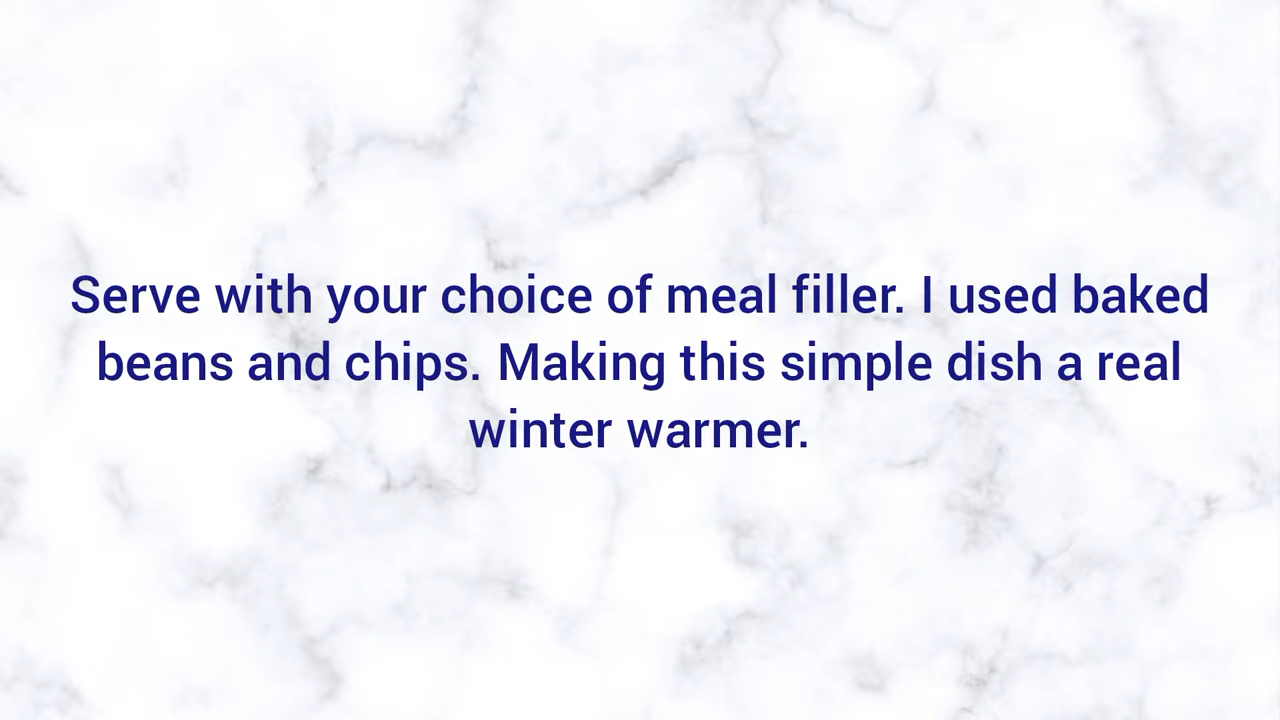 Serve with your choice of meal filler. I used baked
beans and chips. Making this simple dish a real
winter warmer.